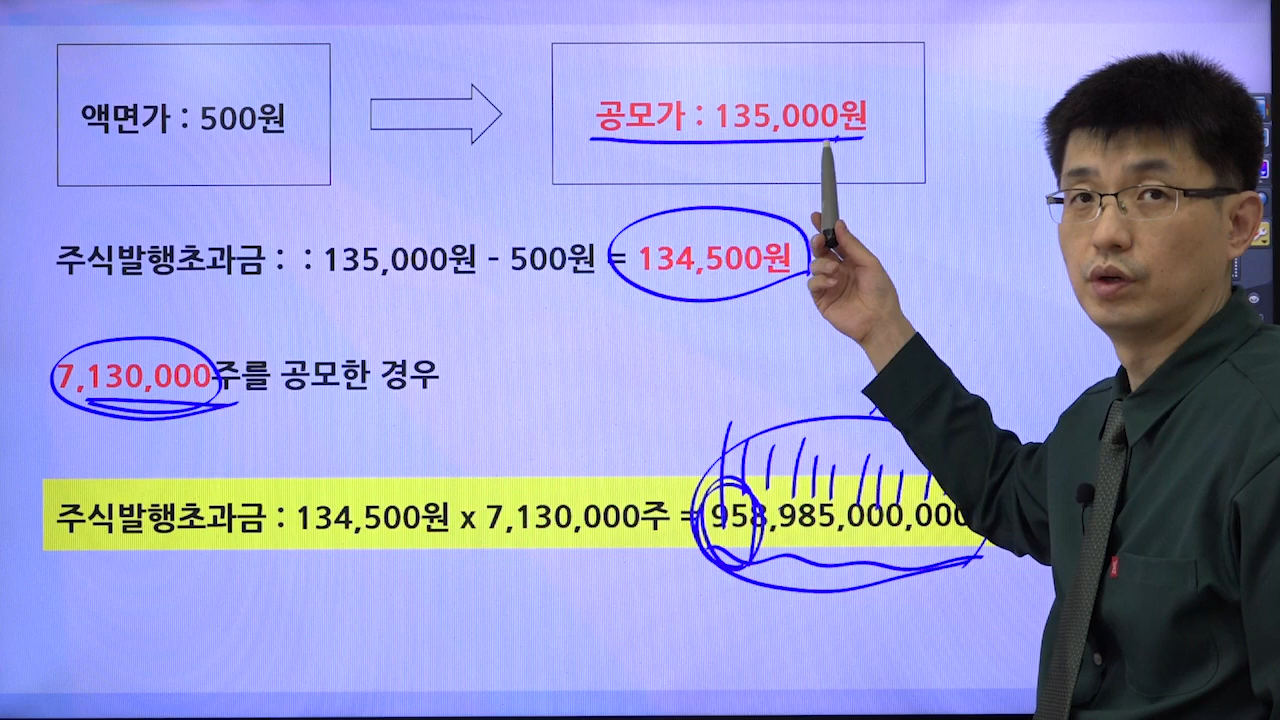 액면가 : 500원
공모가 : 135,000원
주식발행초과금 : : 135,000원 - 500원 = 134,500원
7,130,000주를 공모한 경우
주식발행초과금 : 134,500원 x 7,130,000주 = 958,985,000,000